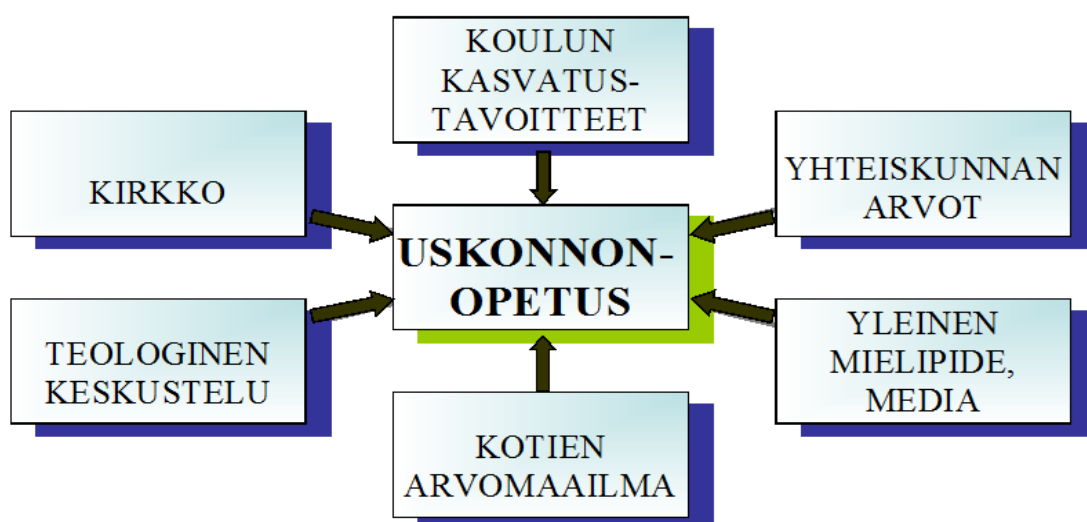 KOULUN
KASVATUS-
TAVOITTEET
KIRKKO
YHTEISKUNNAN
ARVOT
USKONNON-
OPETUS
TEOLOGINEN
KESKUSTELU
YLEINEN
MIELIPIDE,
MEDIA
KOTIEN
ARVOMAAILMA